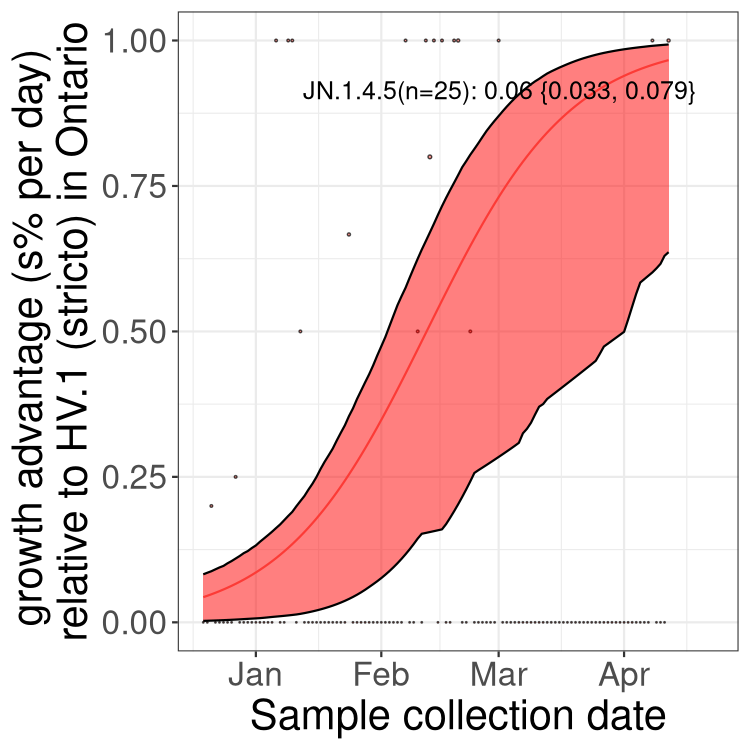 growth advantage (s% per day)
relative to HV.1 (stricto) in Ontario
1.00
0.75
0.50
0.25
0.00
JN.1.4.5(n=25): 0.06 {0.033, 0.079}
Jan Feb Mar Apr
Sample collection date